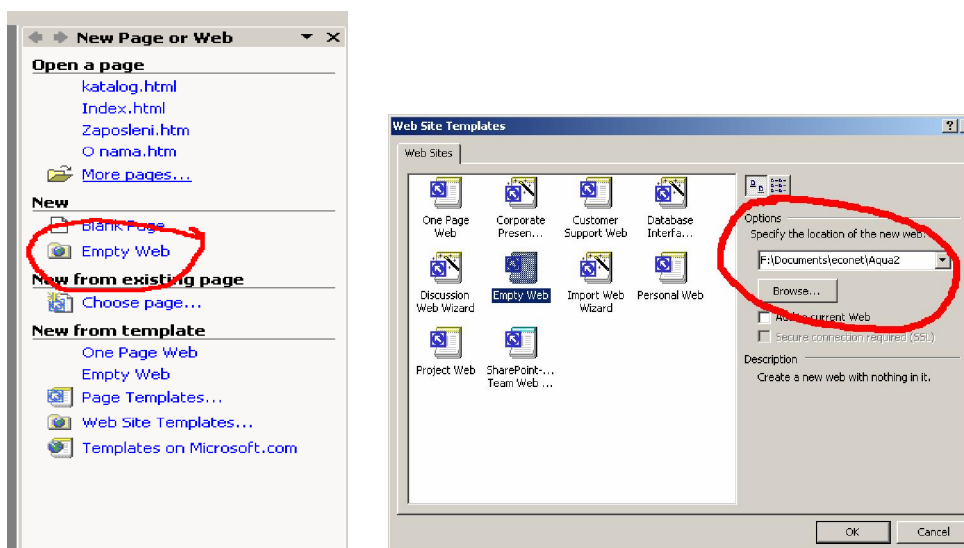 New Page or Web
Open a page
katalog.html
Index.html
Zaposleni.htm
O nama.htm
More pages...
New
Blank Page
Empty Web
New from existing page
Choose page...
New from template
One Page Web
Empty Web
Page Templates...
Web Site Templates...
Templates on Microsoft.com
Web Site Templates
Web Sites
One Page
Web
Corporate
Presen...
Customer
Support Web
Database
Interfa...
Discussion
Web Wizard
Empty Web
Import Web
Wizard
Personal Web
Project Web
SharePoint-...
Team Web ...
Options
Specify the location of the new web:
F:\Documents\econet\Aqua2
Browse...
Add to current Web
Secure connection required (SSL)
Description
Create a new web with nothing in it.
OK
Cancel